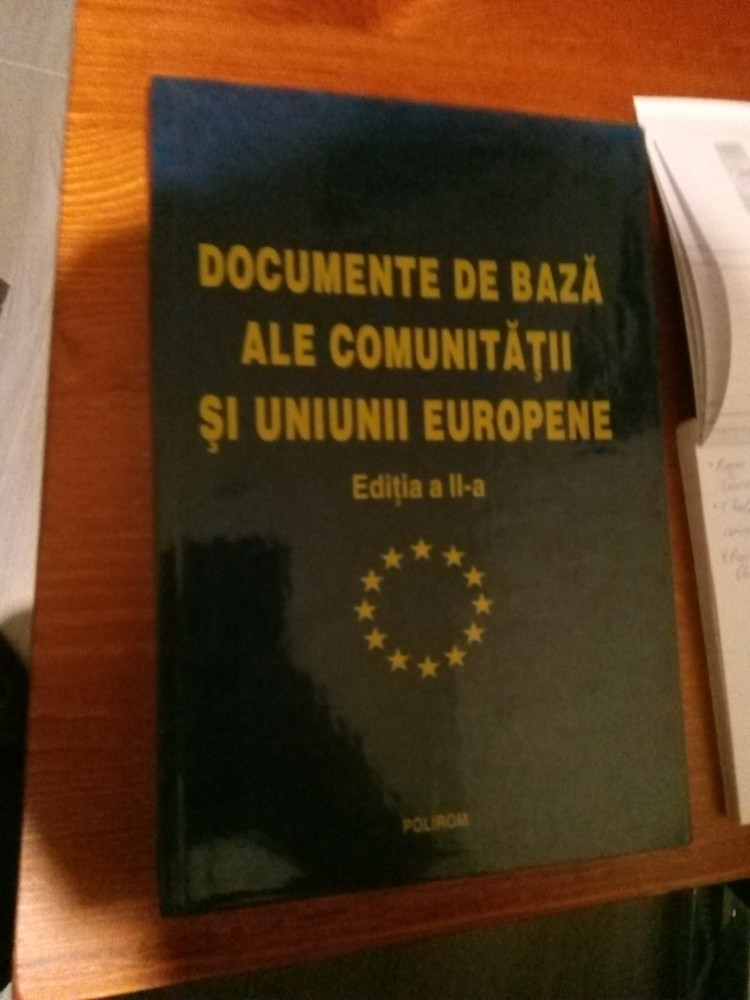 DOCUMENTE DE BAZĂ
ALE COMUNITĂŢII
ŞI UNIUNII EUROPENE
Ediţia a II-a
POLIROM